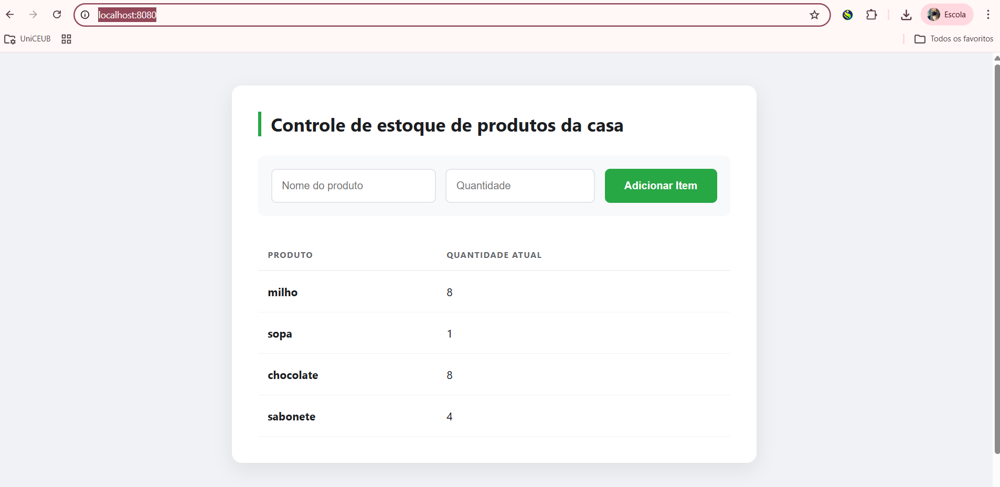 localhost:8080
Escola
UniCEUB
Todos os favoritos
Controle de estoque de produtos da casa
Nome do produto
Quantidade
Adicionar Item
PRODUTO QUANTIDADE ATUAL
milho 8
sopa 1
chocolate 8
sabonete 4